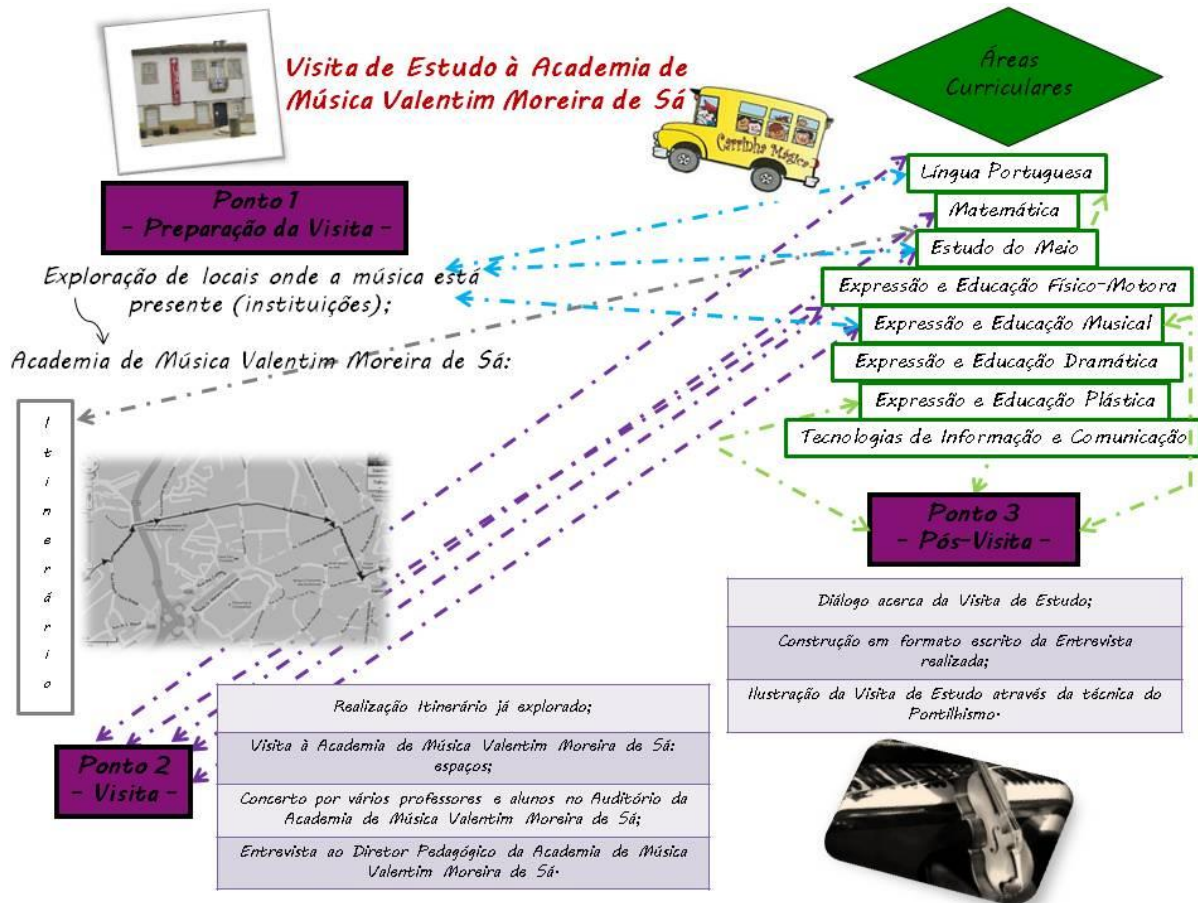 Visita de Estudo à Academia de
Música Valentim Moreira de Sá
Carrinha Mágica
Áreas
Curriculares
Ponto 1
- Preparação da Visita -
Exploração de locais onde a música está
presente (instituições);
Academia de Música Valentim Moreira de Sá:
Itinerário
Língua Portuguesa
Matemática
Estudo do Meio
Expressão e Educação Físico-Motora
Expressão e Educação Musical
Expressão e Educação Dramática
Expressão e Educação Plástica
Tecnologias de Informação e Comunicação
Ponto 2
- Visita -
Realização Itinerário já explorado;
Visita à Academia de Música Valentim Moreira de Sá:
espaços;
Concerto por vários professores e alunos no Auditório da
Academia de Música Valentim Moreira de Sá;
Entrevista ao Diretor Pedagógico da Academia de Música
Valentim Moreira de Sá.
Ponto 3
- Pós-Visita -
Diálogo acerca da Visita de Estudo;
Construção em formato escrito da Entrevista
realizada;
Ilustração da Visita de Estudo através da técnica do
Pontilhismo.